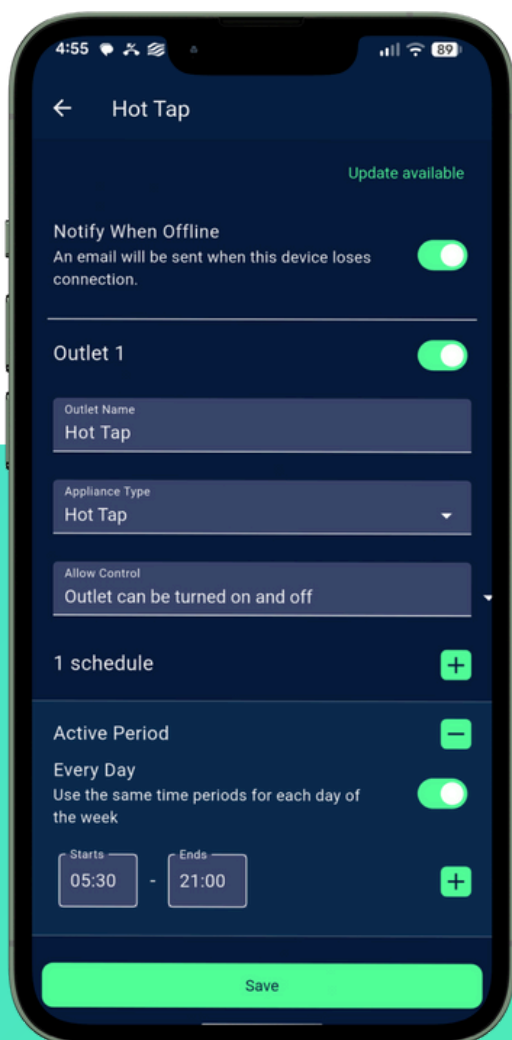 4:55
89
Hot Tap
Update available
Notify When Offline
An email will be sent when this device loses
connection.
Outlet 1
Outlet Name
Hot Tap
Appliance Type
Hot Tap
Allow Control
Outlet can be turned on and off
1 schedule
Active Period
Every Day
Use the same time periods for each day of
the week
Starts
05:30
-
Ends
21:00
Save